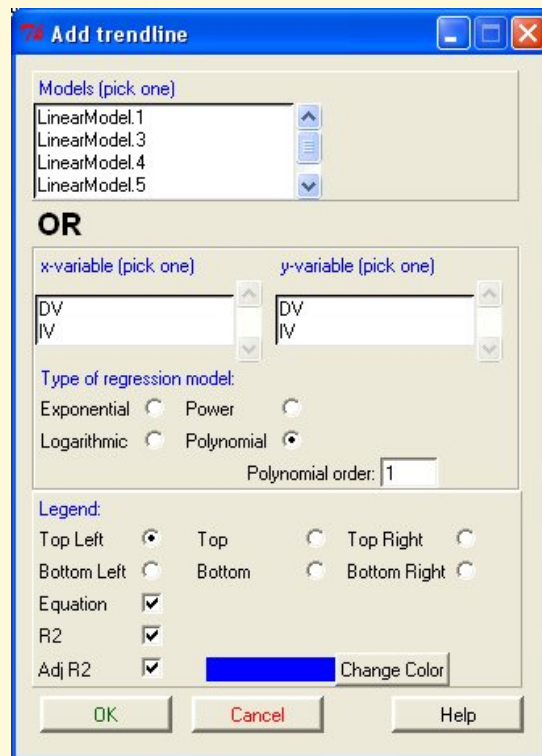 Add trendline
Models (pick one)
LinearModel.1
LinearModel.3
LinearModel.4
LinearModel.5
OR
x-variable (pick one) y-variable (pick one)
DV DV
IV IV
Type of regression model:
Exponential Power
Logarithmic Polynomial
Polynomial order: 1
Legend:
Top Left Top Top Right
Bottom Left Bottom Bottom Right
Equation
R2
Adj R2 Change Color
OK Cancel Help